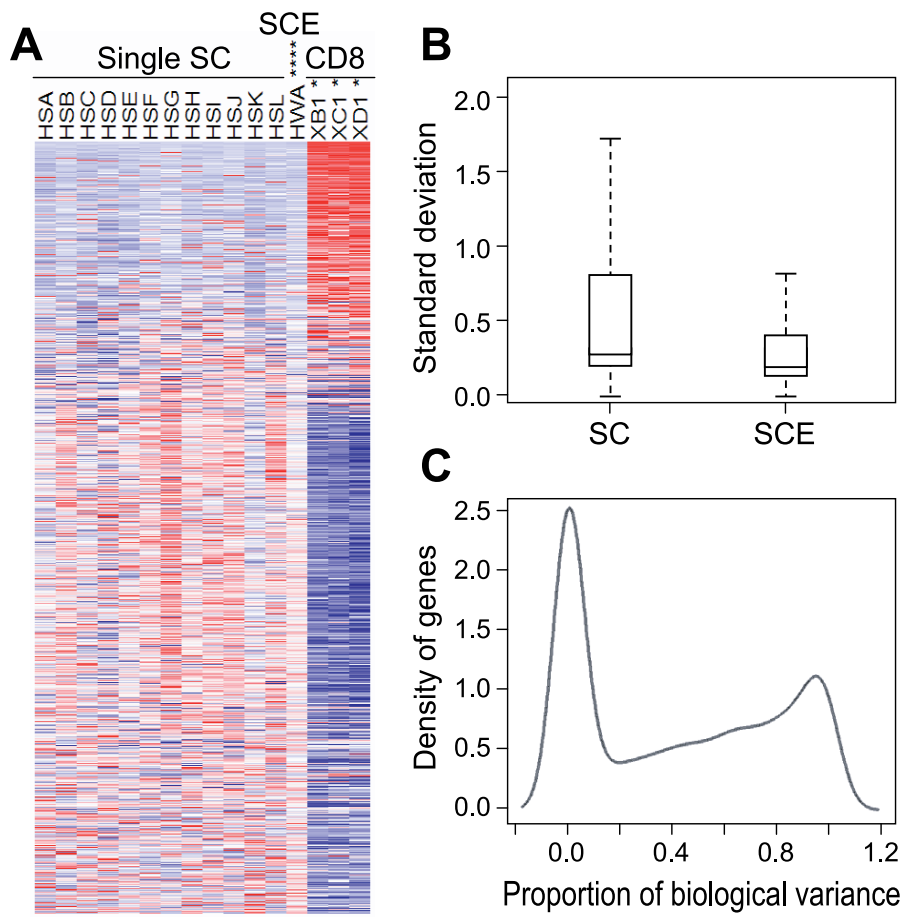 A
SCE
Single SC
****
CD8
HSA
HSB
HSC
HSD
HSE
HSF
HSG
HSH
HSI
HSJ
HSK
HSL
HWA
XB1 *
XC1 *
XD1 *
B
Standard deviation
2.0
1.5
1.0
0.5
0.0
SC
SCE
C
Density of genes
2.5
2.0
1.5
1.0
0.5
0.0
0.0
0.4
0.8
1.2
Proportion of biological variance